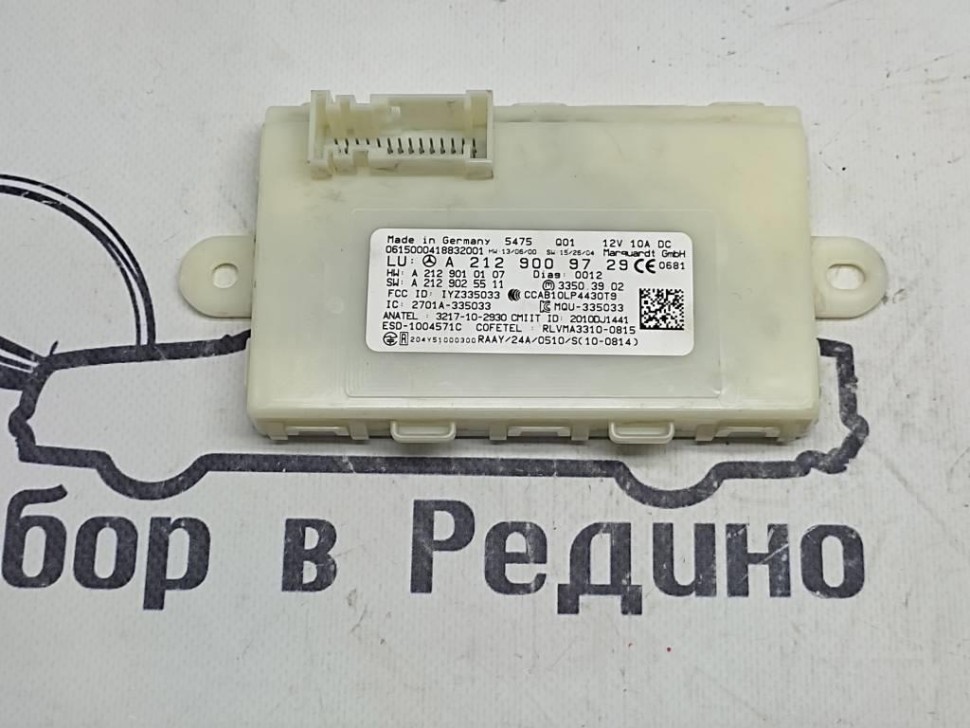 Made in Germany 5475 Q01 12V 10A DC
0615000418832001 HW:13/06/00 SW:15/26/04 Marquardt GmbH
LU: A 212 900 97 29 CE 0681
HW: A 212 901 01 07 Diag: 0012
SW: A 212 902 55 11 3350 39 02
FCC ID: IYZ335033 CCAB10LP4430T9
IC: 2701A-335033 MQU-335033
ANATEL : 3217-10-2930 CMIIT ID: 2010DJ1441
ESD-1004571C COFETEL : RLVMA3310-0815
R 204Y51000300 RAAY/24A/0510/S(10-0814)
бор в Редино